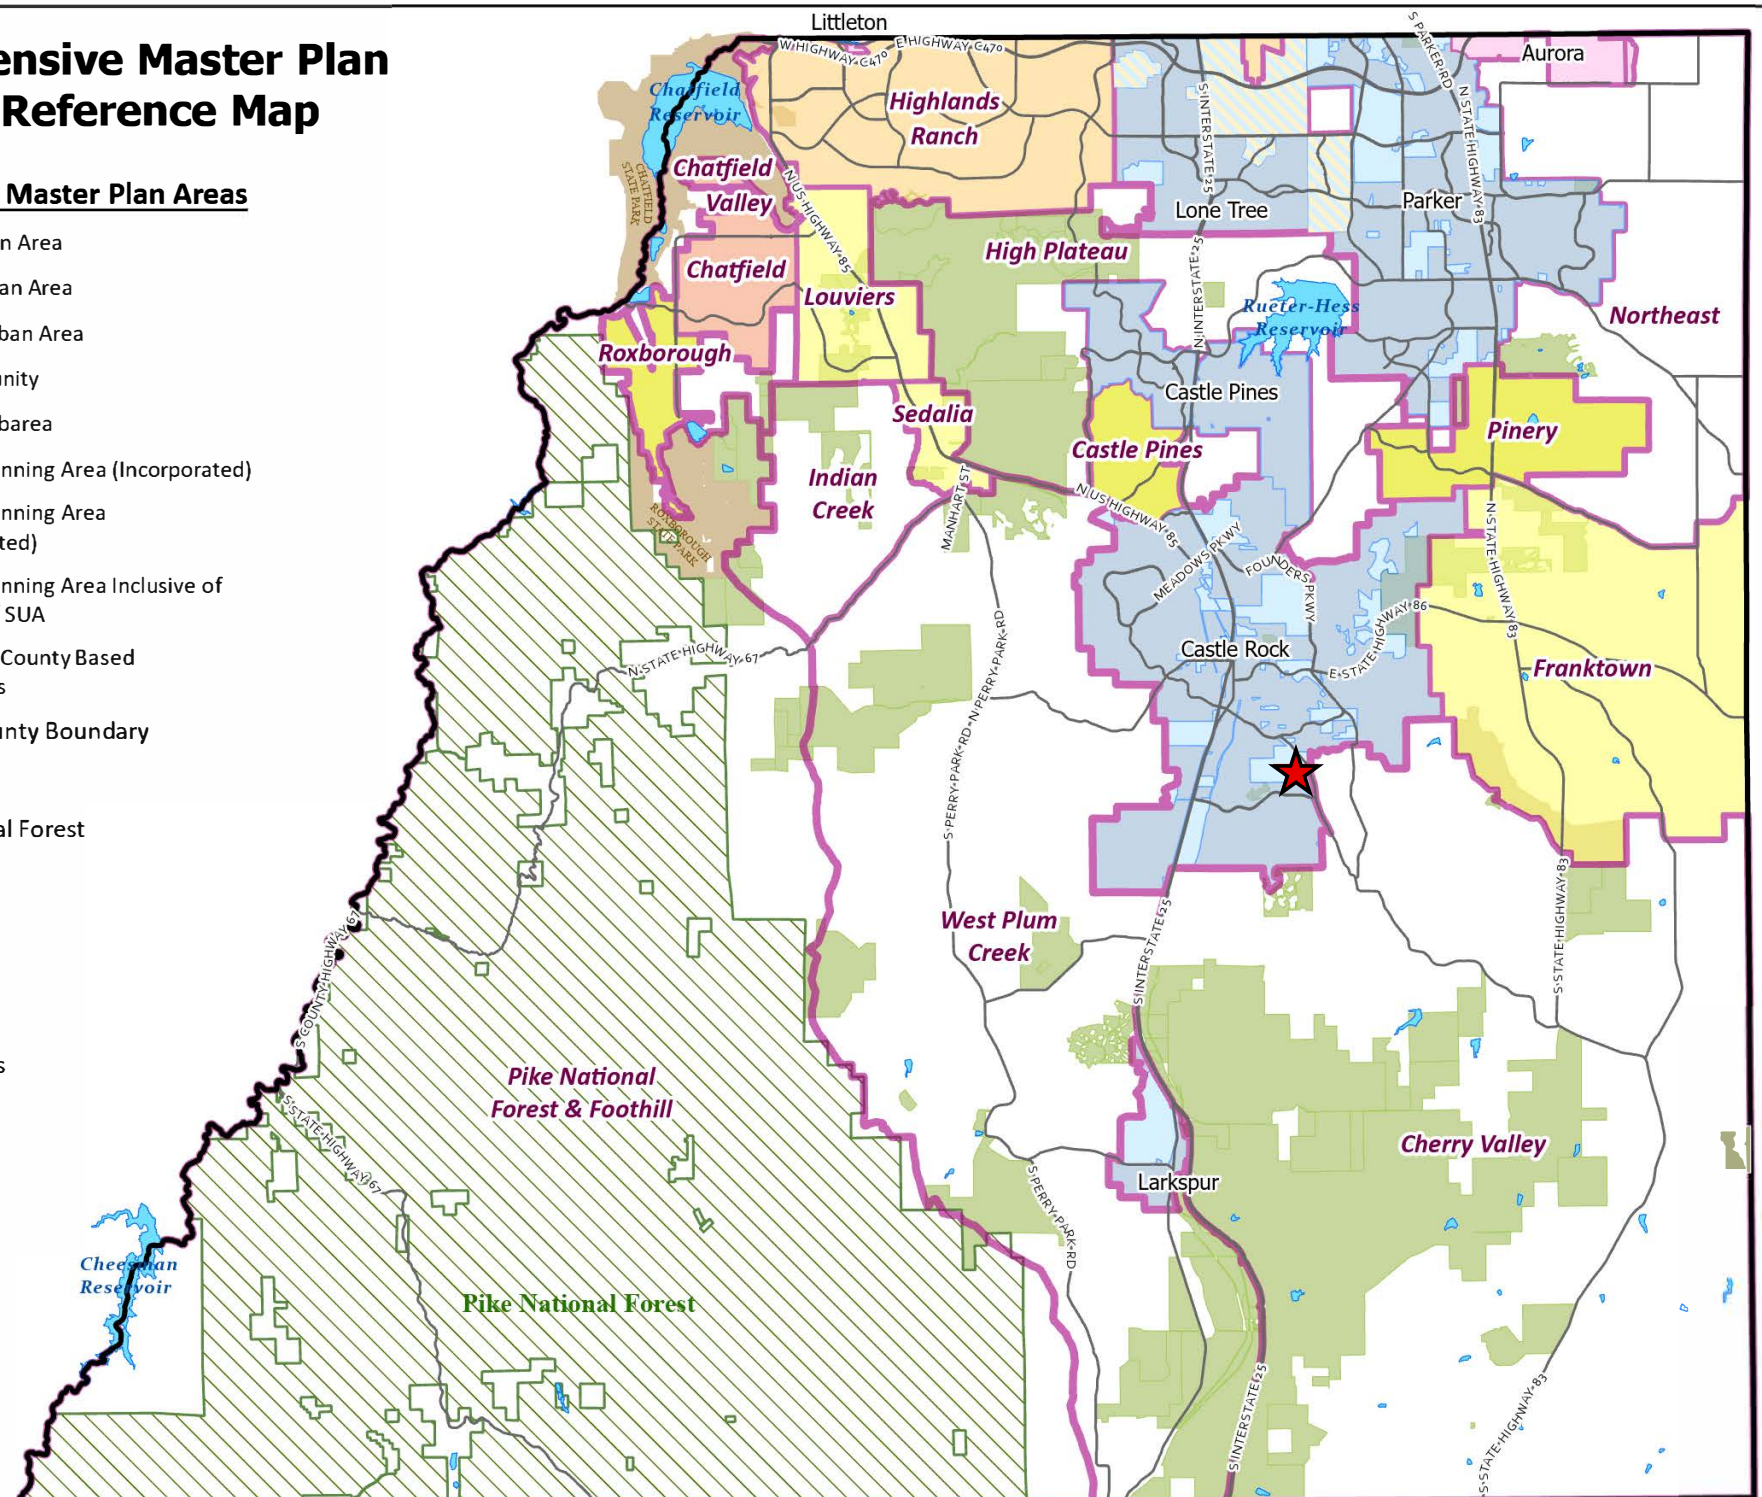 ensive Master Plan
Reference Map
Master Plan Areas
n Area
an Area
ban Area
nity
barea
nning Area (Incorporated)
nning Area
ted)
nning Area Inclusive of
SUA
County Based
s
nty Boundary
al Forest
s
Littleton
W HIGHWAY C470
E HIGHWAY C470
S PARKER RD
Aurora
Chatfield
Reservoir
Highlands
Ranch
S INTERSTATE 25
N STATE HIGHWAY 83
CHATFIELD
STATE PARK
Chatfield
Valley
N US HIGHWAY 85
Lone Tree
Parker
High Plateau
Chatfield
Louviers
N INTERSTATE 25
Rueter-Hess
Reservoir
Northeast
Roxborough
Castle Pines
Sedalia
Pinery
Castle Pines
Indian
Creek
MANHART ST
N US HIGHWAY 85
ROXBOROUGH
STATE PARK
MEADOWS PKWY
FOUNDERS PKWY
N STATE HIGHWAY 83
E STATE HIGHWAY 86
N STATE HIGHWAY 67
N PERRY PARK RD
Castle Rock
Franktown
S PERRY PARK RD
S STATE HIGHWAY 83
West Plum
Creek
S INTERSTATE 25
S COUNTY HIGHWAY 67
Pike National
Forest & Foothill
S STATE HIGHWAY 67
Cherry Valley
Larkspur
S PERRY PARK RD
Cheesman
Reservoir
Pike National Forest
S INTERSTATE 25
S STATE HIGHWAY 83